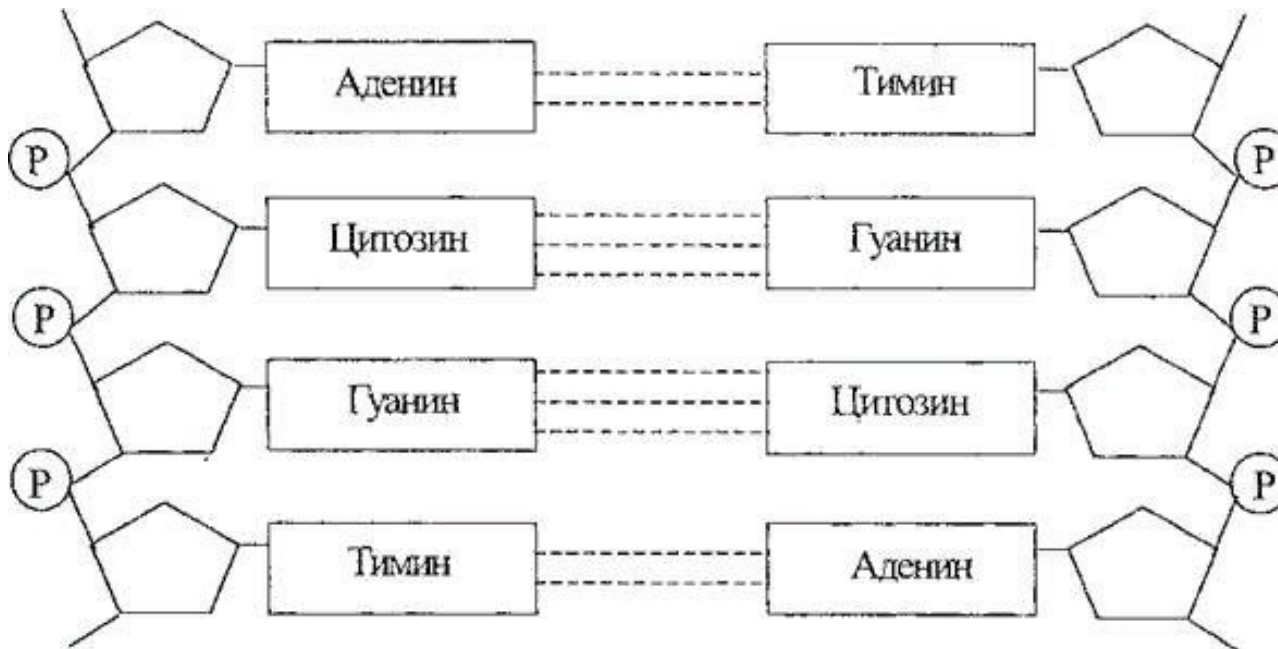 Аденин Тимин
Р Р
Цитозин Гуанин
Р Р
Гуанин Цитозин
Р Р
Тимин Аденин